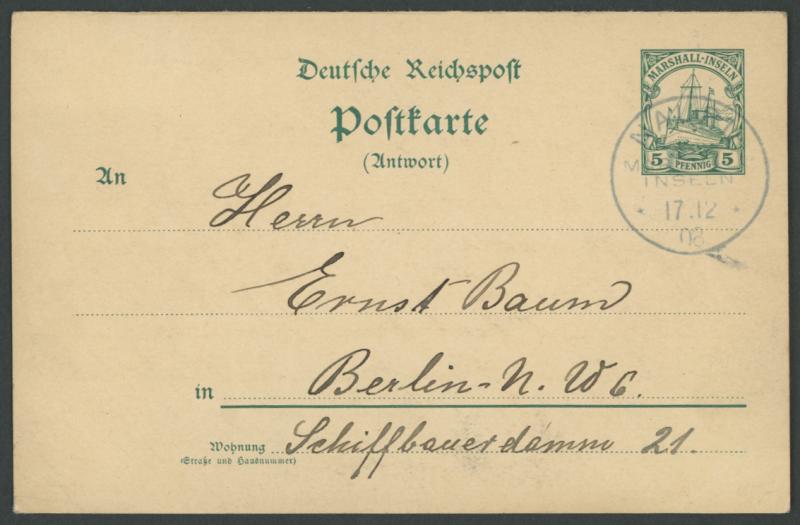 Deutsche Reichspost
Postkarte
(Antwort)
MARSHALL-INSELN
5 PFENNIG 5
INSELN
* 17.12 *
08
An
Herrn
Ernst Baum
in Berlin-N. W 6.
Wohnung Schiffbauerdamm 21.
(Straße und Hausnummer)